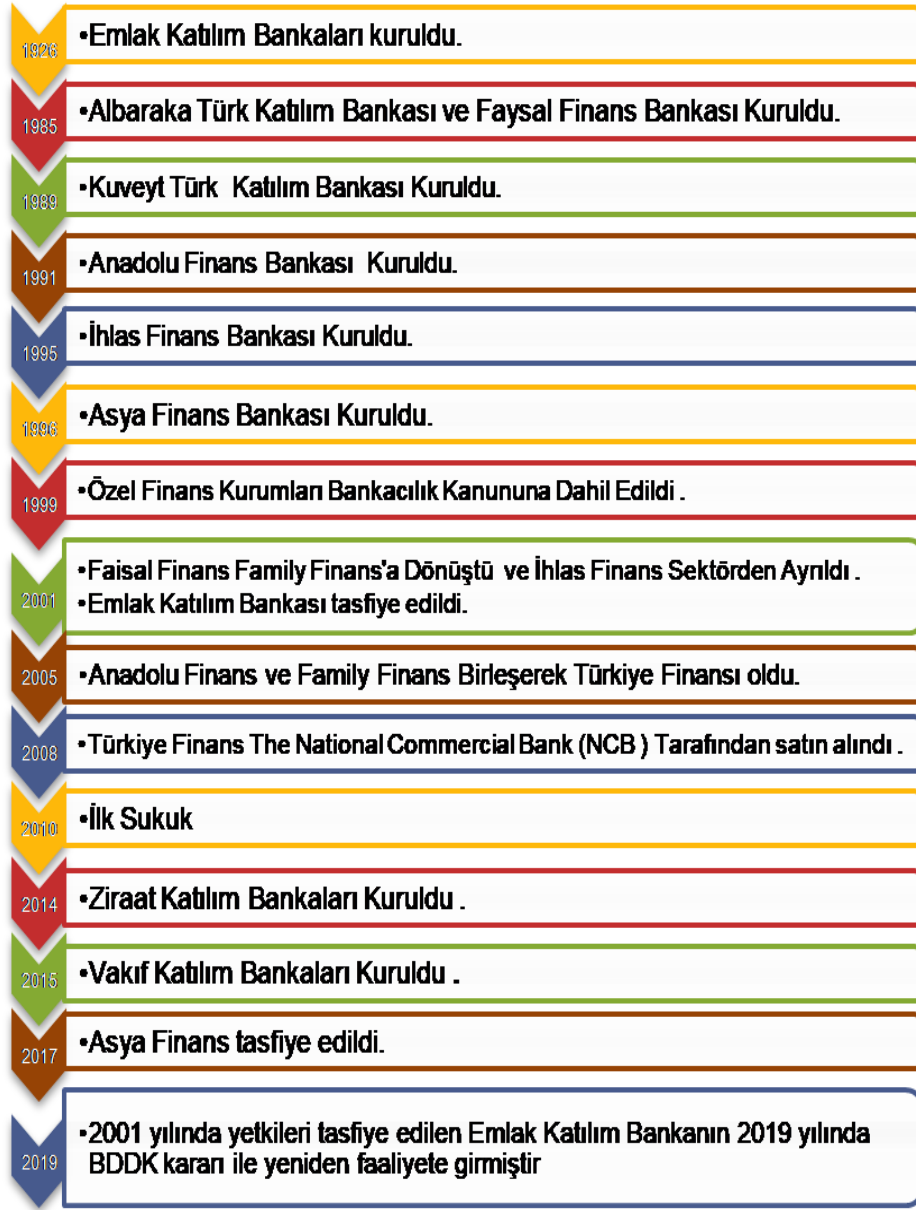 1926
•Emlak Katılım Bankaları kuruldu.
1985
•Albaraka Türk Katılım Bankası ve Faysal Finans Bankası Kuruldu.
1989
•Kuveyt Türk Katılım Bankası Kuruldu.
1991
•Anadolu Finans Bankası Kuruldu.
1995
•İhlas Finans Bankası Kuruldu.
1996
•Asya Finans Bankası Kuruldu.
1999
•Özel Finans Kurumları Bankacılık Kanununa Dahil Edildi .
2001
•Faisal Finans Family Finans'a Dönüştü ve İhlas Finans Sektörden Ayrıldı .
•Emlak Katılım Bankası tasfiye edildi.
2005
•Anadolu Finans ve Family Finans Birleşerek Türkiye Finansı oldu.
2008
•Türkiye Finans The National Commercial Bank (NCB ) Tarafından satın alındı .
2010
•İlk Sukuk
2014
•Ziraat Katılım Bankaları Kuruldu .
2015
•Vakıf Katılım Bankaları Kuruldu .
2017
•Asya Finans tasfiye edildi.
2019
•2001 yılında yetkileri tasfiye edilen Emlak Katılım Bankanın 2019 yılında
BDDK kararı ile yeniden faaliyete girmiştir